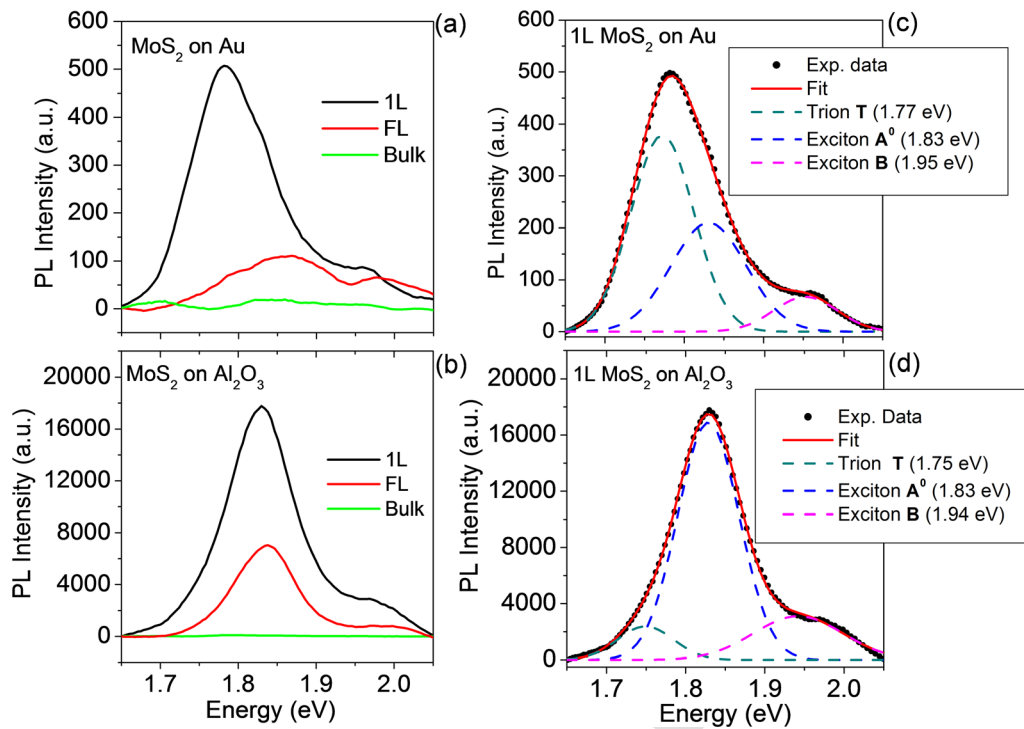 (a)
MoS2 on Au
600
500
400
300
200
100
0
PL Intensity (a.u.)
1L
FL
Bulk
(b)
MoS2 on Al2O3
20000
16000
12000
8000
4000
0
PL Intensity (a.u.)
1L
FL
Bulk
1.7 1.8 1.9 2.0
Energy (eV)
(c)
1L MoS2 on Au
600
500
400
300
200
100
0
PL Intensity (a.u.)
Exp. data
Fit
Trion T (1.77 eV)
Exciton A⁰ (1.83 eV)
Exciton B (1.95 eV)
(d)
1L MoS2 on Al2O3
20000
16000
12000
8000
4000
0
PL Intensity (a.u.)
Exp. Data
Fit
Trion T (1.75 eV)
Exciton A⁰ (1.83 eV)
Exciton B (1.94 eV)
1.7 1.8 1.9 2.0
Energy (eV)